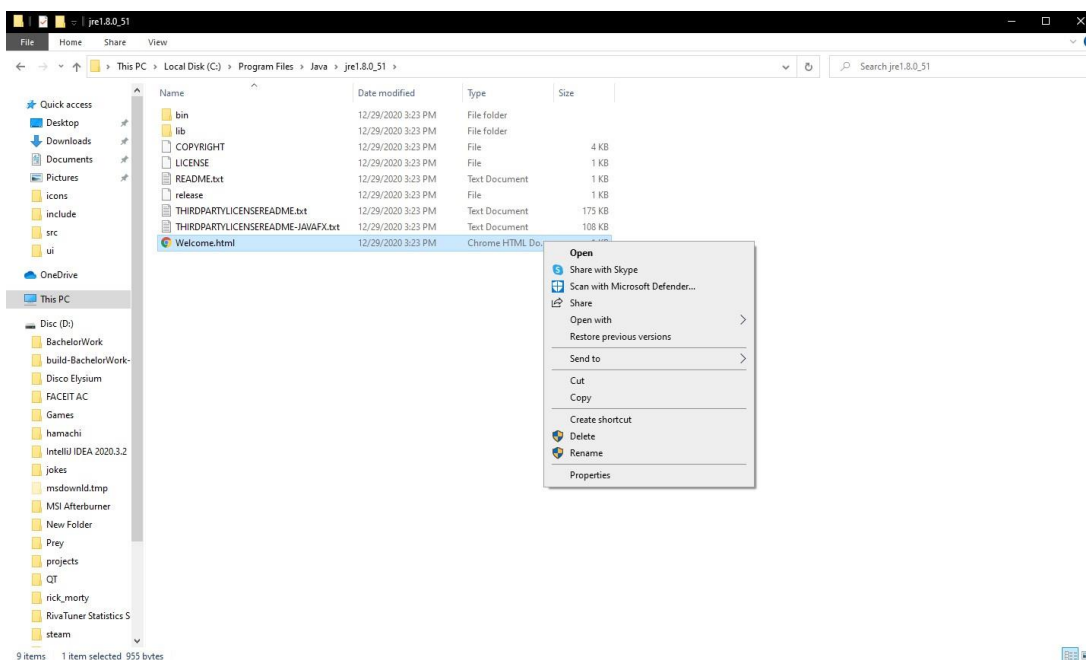 jre1.8.0_51
File Home Share View
This PC > Local Disk (C:) > Program Files > Java > jre1.8.0_51 >
Search jre1.8.0_51
Quick access
Desktop
Downloads
Documents
Pictures
icons
include
src
ui
OneDrive
This PC
Disc (D:)
BachelorWork
build-BachelorWork-
Disco Elysium
FACEIT AC
Games
hamachi
IntelliJ IDEA 2020.3.2
jokes
msdownld.tmp
MSI Afterburner
New Folder
Prey
projects
QT
rick_morty
RivaTuner Statistics S
steam
Name Date modified Type Size
bin 12/29/2020 3:23 PM File folder
lib 12/29/2020 3:23 PM File folder
COPYRIGHT 12/29/2020 3:23 PM File 4 KB
LICENSE 12/29/2020 3:23 PM File 1 KB
README.txt 12/29/2020 3:23 PM Text Document 1 KB
release 12/29/2020 3:23 PM File 1 KB
THIRDPARTYLICENSEREADME.txt 12/29/2020 3:23 PM Text Document 175 KB
THIRDPARTYLICENSEREADME-JAVAFX.txt 12/29/2020 3:23 PM Text Document 108 KB
Welcome.html 12/29/2020 3:23 PM Chrome HTML Do...
Open
Share with Skype
Scan with Microsoft Defender...
Share
Open with
Restore previous versions
Send to
Cut
Copy
Create shortcut
Delete
Rename
Properties
9 items 1 item selected 955 bytes